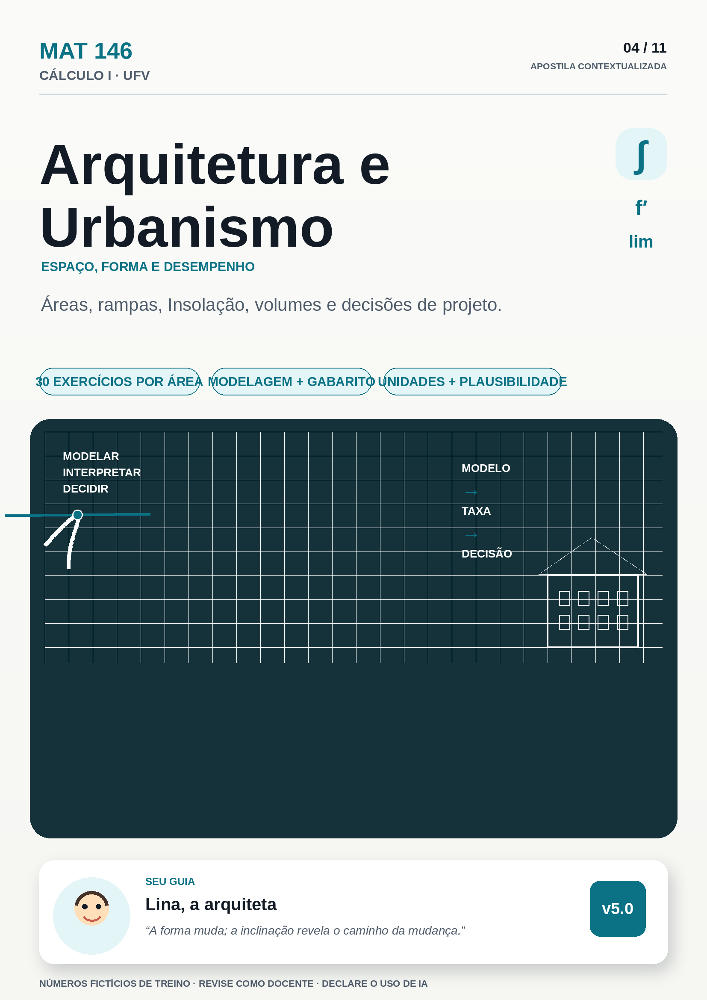 MAT 146
CÁLCULO I · UFV
04 / 11
APOSTILA CONTEXTUALIZADA
Arquitetura e
Urbanismo
ESPAÇO, FORMA E DESEMPENHO
Áreas, rampas, Insolação, volumes e decisões de projeto.
∫
f′
lim
30 EXERCÍCIOS POR ÁREA
MODELAGEM + GABARITO
UNIDADES + PLAUSIBILIDADE
MODELAR
INTERPRETAR
DECIDIR
MODELO
→
TAXA
→
DECISÃO
SEU GUIA
Lina, a arquiteta
“A forma muda; a inclinação revela o caminho da mudança.”
v5.0
NÚMEROS FICTÍCIOS DE TREINO · REVISE COMO DOCENTE · DECLARE O USO DE IA